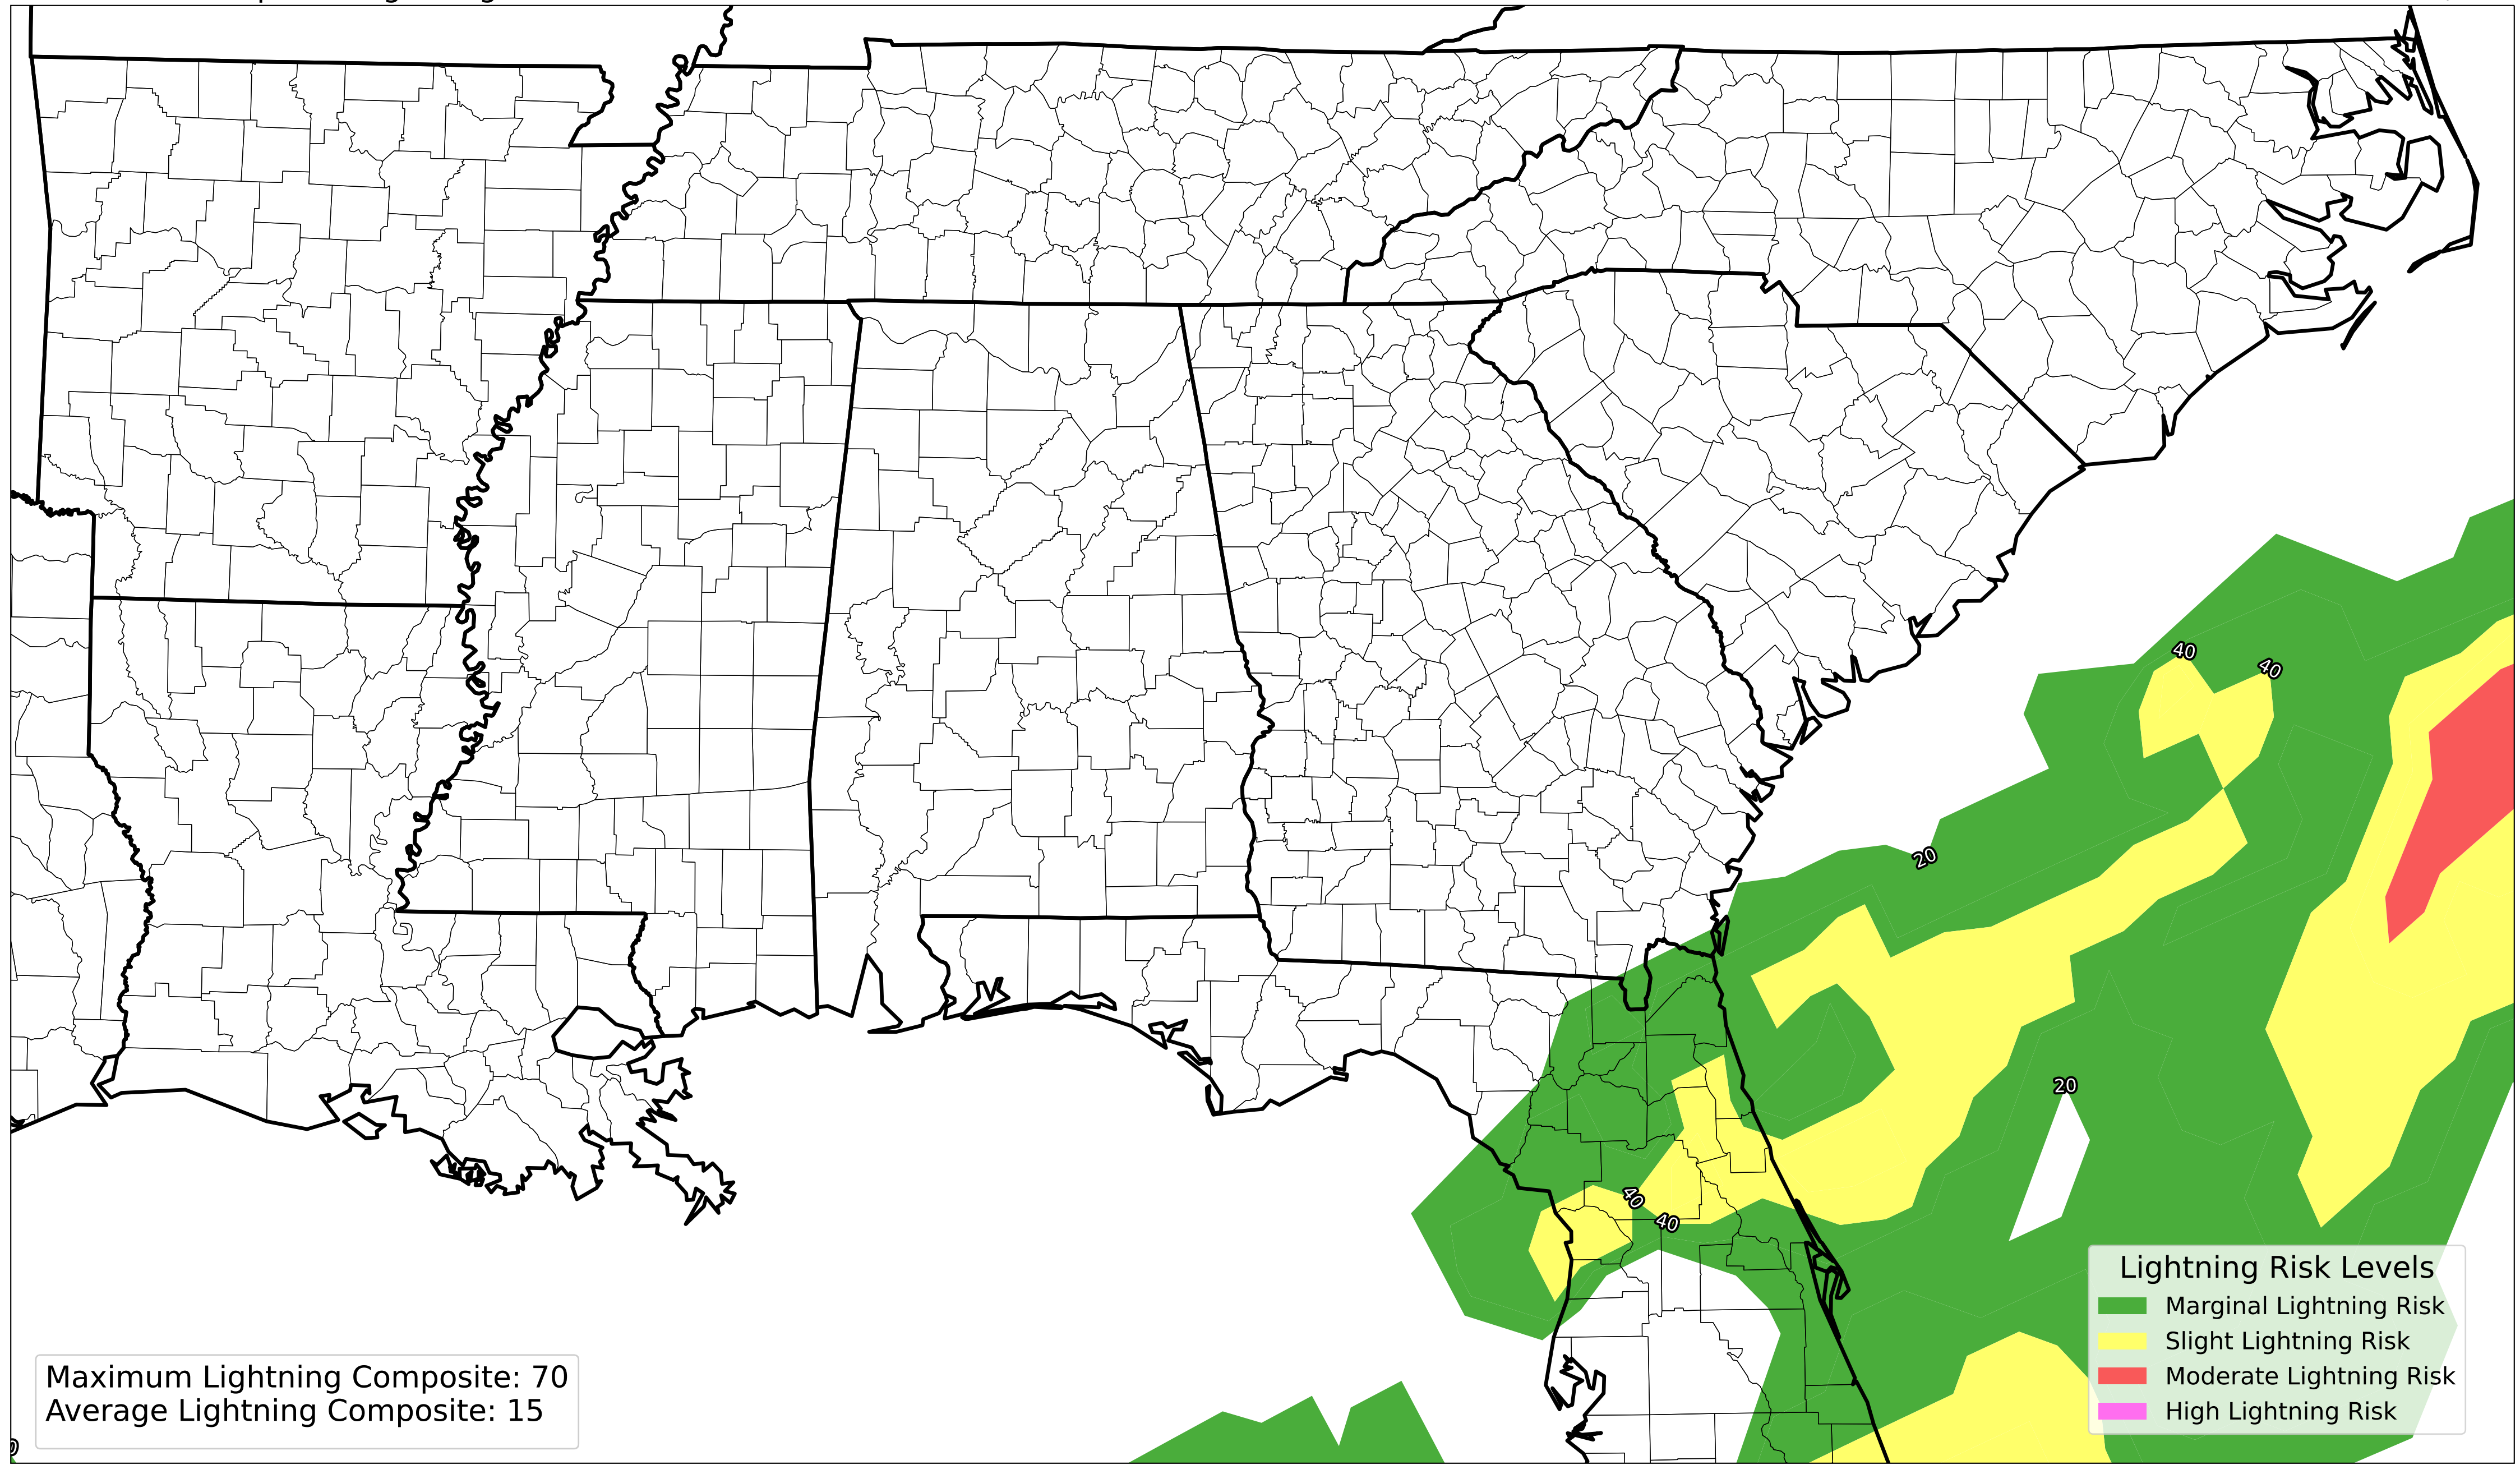 40
40
20
20
40
40
Lightning Risk Levels
Marginal Lightning Risk
Slight Lightning Risk
Moderate Lightning Risk
High Lightning Risk
Maximum Lightning Composite: 70
Average Lightning Composite: 15